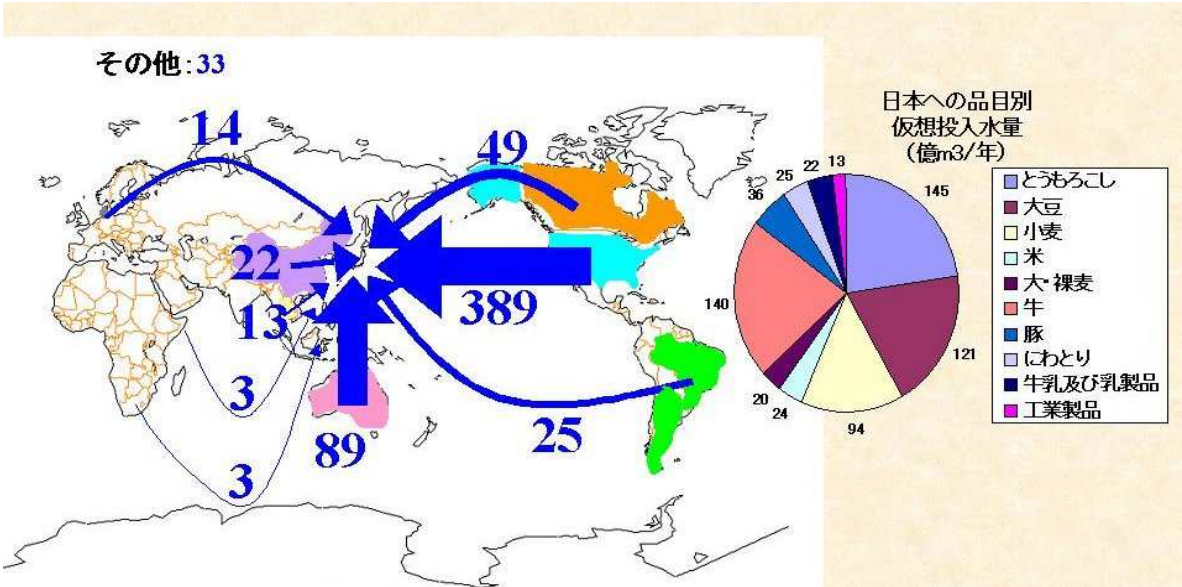 その他:33
14
49
22
389
13
3
89
25
3
日本への品目別
仮想投入水量
(億m3/年)
13
22
25
36
145
140
121
20
24
94
とうもろこし
大豆
小麦
米
大・裸麦
牛
豚
にわとり
牛乳及び乳製品
工業製品